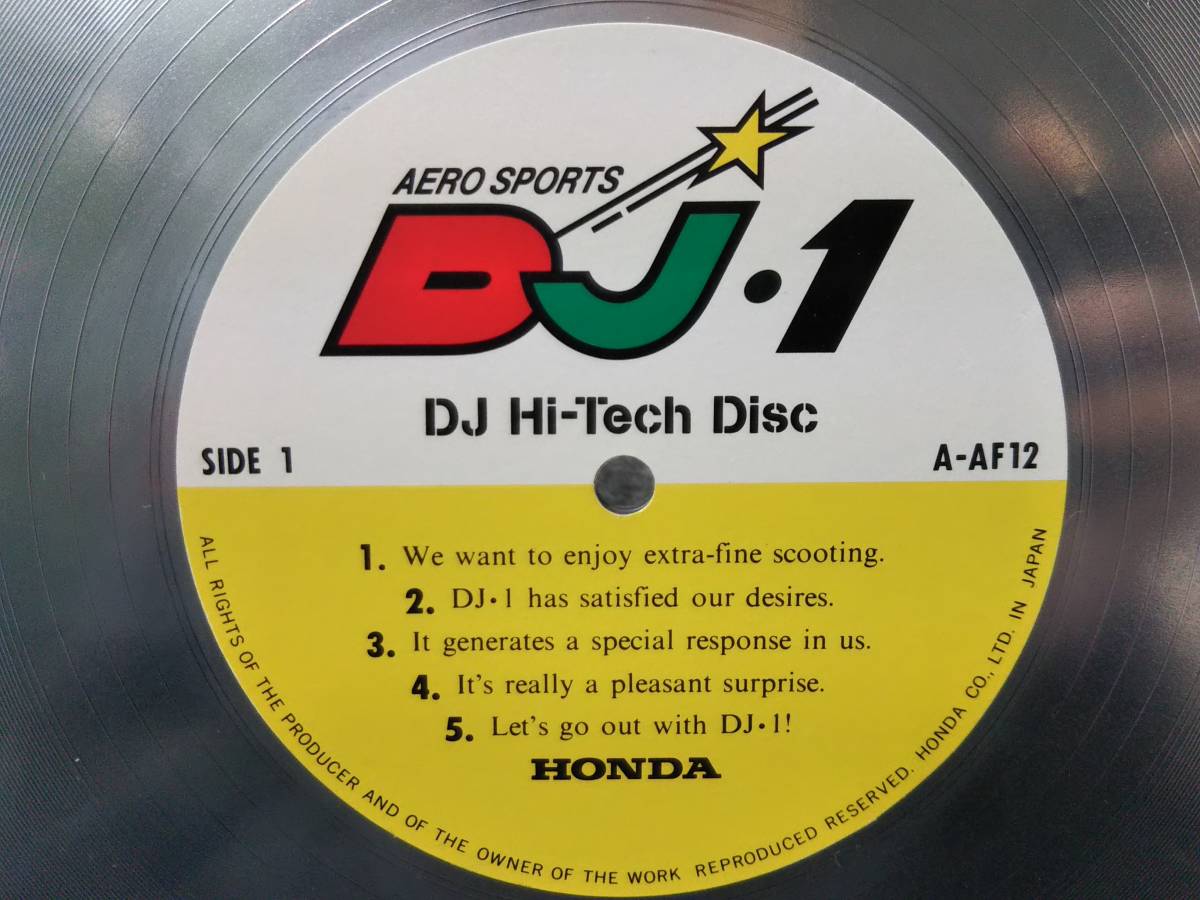 AERO SPORTS
DJ·1
DJ Hi-Tech Disc
SIDE 1
A-AF12
1. We want to enjoy extra-fine scooting.
2. DJ·1 has satisfied our desires.
3. It generates a special response in us.
4. It's really a pleasant surprise.
5. Let's go out with DJ·1!
HONDA
ALL RIGHTS OF THE PRODUCER AND OF THE OWNER OF THE WORK REPRODUCED RESERVED. HONDA CO., LTD. IN JAPAN